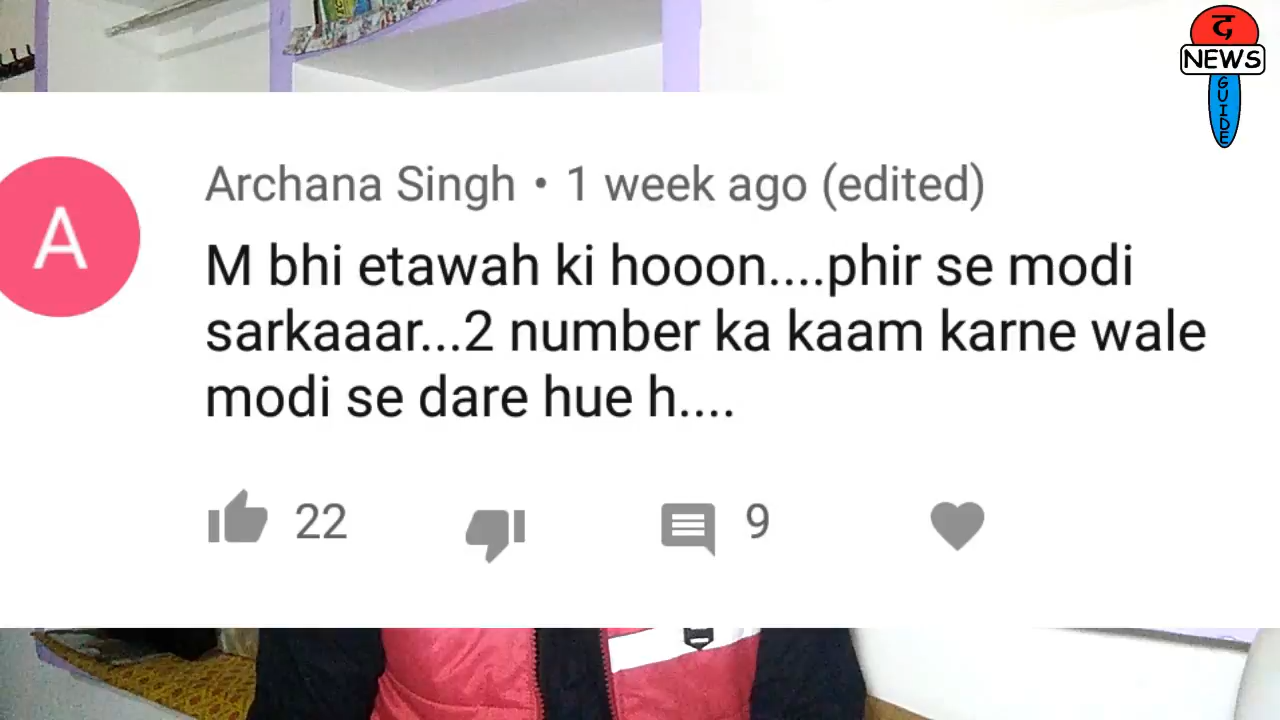 द
NEWS
GUIDE
A
Archana Singh • 1 week ago (edited)
M bhi etawah ki hooon....phir se modi
sarkaaar...2 number ka kaam karne wale
modi se dare hue h....
22
9